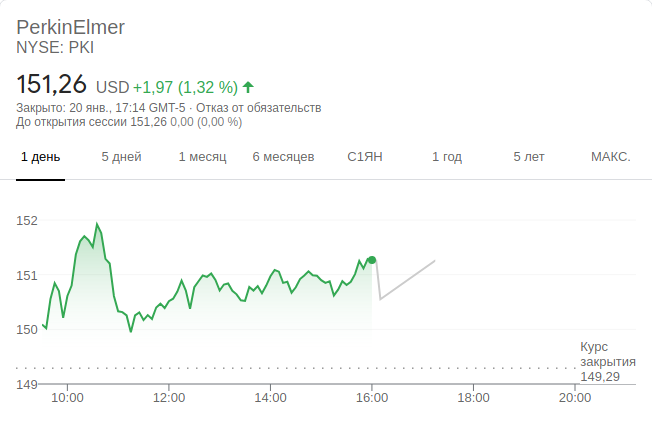 PerkinElmer
NYSE: PKI
151,26 USD +1,97 (1,32 %)
Закрыто: 20 янв., 17:14 GMT-5 · Отказ от обязательств
До открытия сессии 151,26 0,00 (0,00 %)
1 день 5 дней 1 месяц 6 месяцев С1ЯН 1 год 5 лет МАКС.
152
151
150
Курс
закрытия
149,29
149
10:00 12:00 14:00 16:00 18:00 20:00